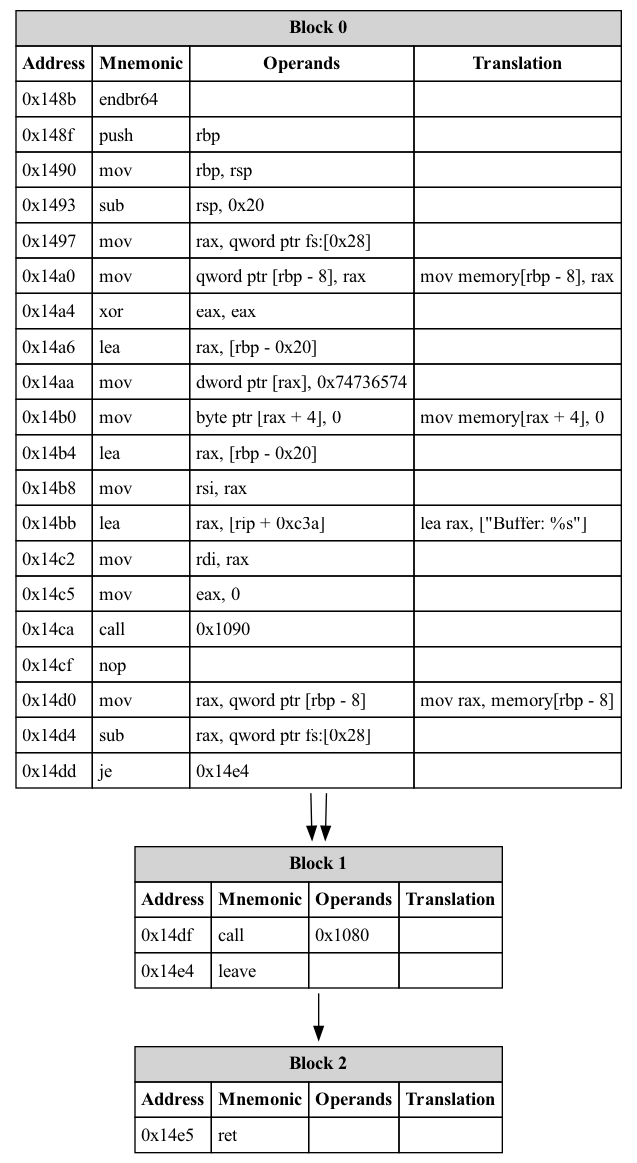 Block 0
Address Mnemonic Operands Translation
0x148b endbr64
0x148f push rbp
0x1490 mov rbp, rsp
0x1493 sub rsp, 0x20
0x1497 mov rax, qword ptr fs:[0x28]
0x14a0 mov qword ptr [rbp - 8], rax mov memory[rbp - 8], rax
0x14a4 xor eax, eax
0x14a6 lea rax, [rbp - 0x20]
0x14aa mov dword ptr [rax], 0x74736574
0x14b0 mov byte ptr [rax + 4], 0 mov memory[rax + 4], 0
0x14b4 lea rax, [rbp - 0x20]
0x14b8 mov rsi, rax
0x14bb lea rax, [rip + 0xc3a] lea rax, ["Buffer: %s"]
0x14c2 mov rdi, rax
0x14c5 mov eax, 0
0x14ca call 0x1090
0x14cf nop
0x14d0 mov rax, qword ptr [rbp - 8] mov rax, memory[rbp - 8]
0x14d4 sub rax, qword ptr fs:[0x28]
0x14dd je 0x14e4
Block 1
Address Mnemonic Operands Translation
0x14df call 0x1080
0x14e4 leave
Block 2
Address Mnemonic Operands Translation
0x14e5 ret